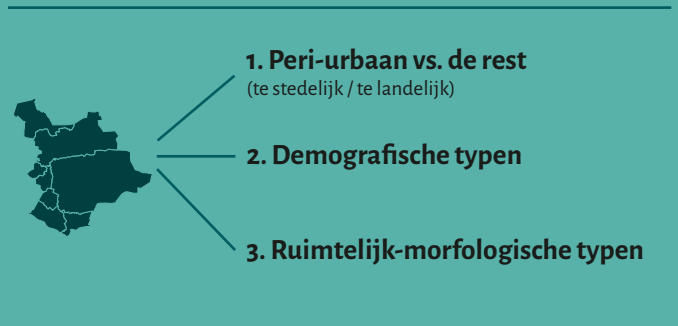 1. Peri-urbaan vs. de rest
(te stedelijk / te landelijk)
2. Demografische typen
3. Ruimtelijk-morfologische typen